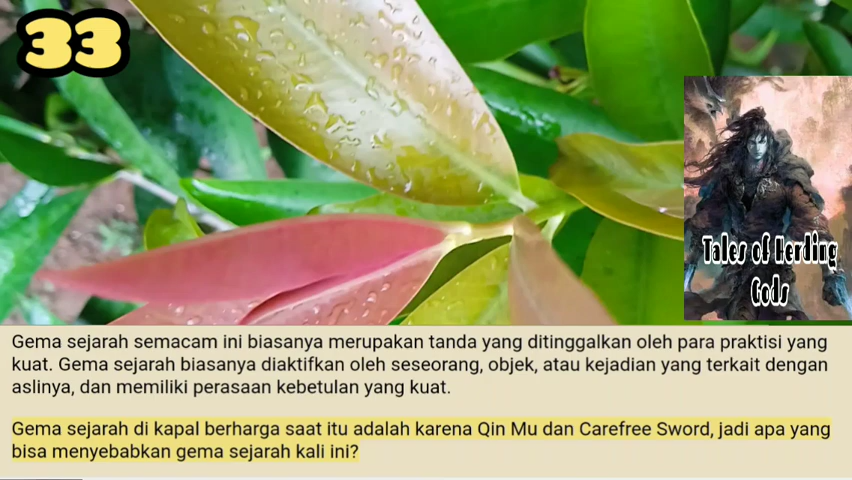 33
Tales of Herding
Gods
Gema sejarah semacam ini biasanya merupakan tanda yang ditinggalkan oleh para praktisi yang
kuat. Gema sejarah biasanya diaktifkan oleh seseorang, objek, atau kejadian yang terkait dengan
aslinya, dan memiliki perasaan kebetulan yang kuat.
Gema sejarah di kapal berharga saat itu adalah karena Qin Mu dan Carefree Sword, jadi apa yang
bisa menyebabkan gema sejarah kali ini?